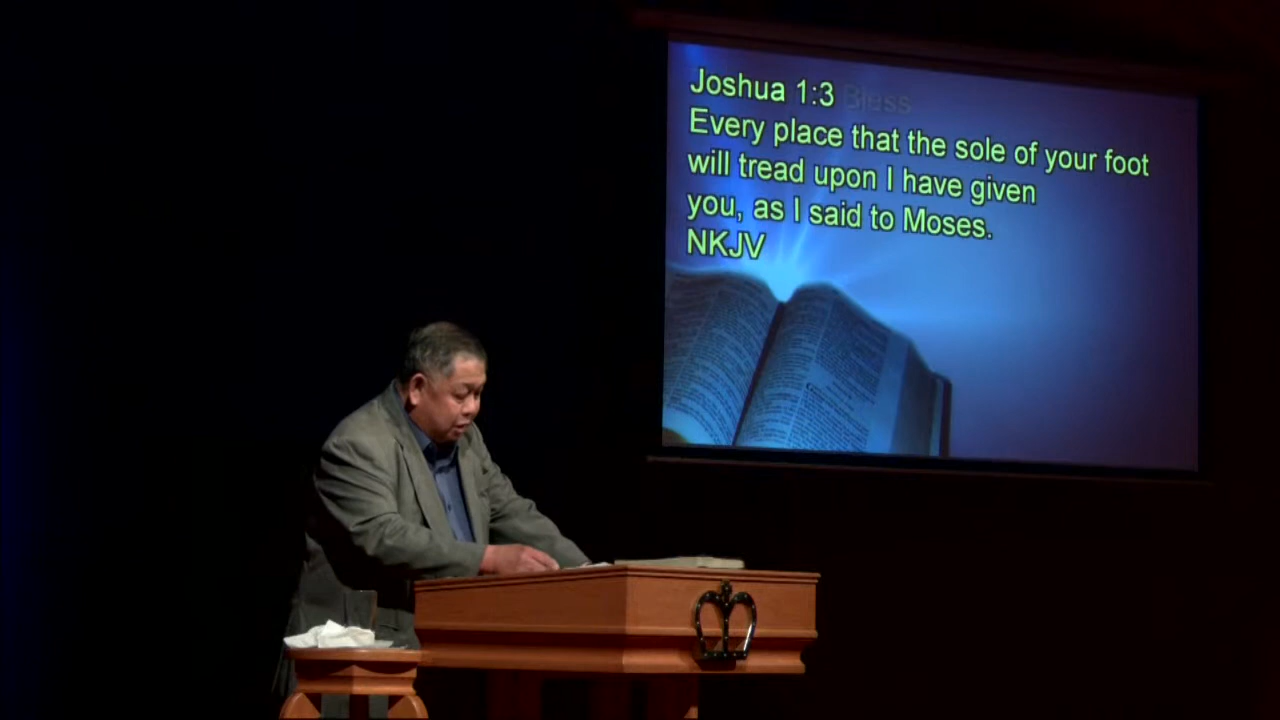 Joshua 1:3 Bless
Every place that the sole of your foot
will tread upon I have given
you, as I said to Moses.
NKJV